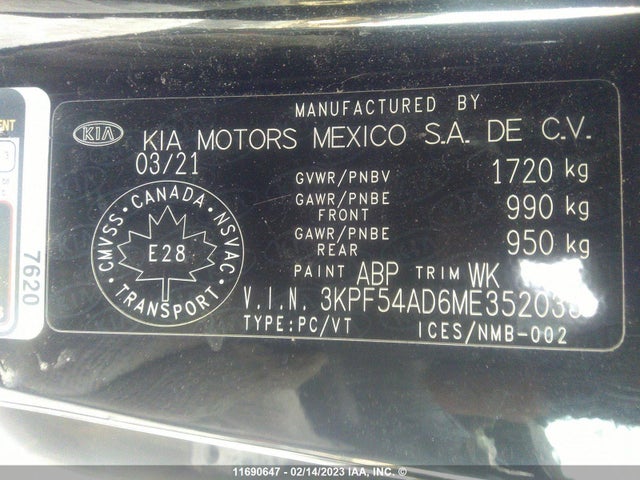 MANUFACTURED BY
KIA
KIA MOTORS MEXICO S.A. DE C.V.
03/21
GVWR/PNBV 1720 kg
GAWR/PNBE FRONT 990 kg
GAWR/PNBE REAR 950 kg
CMVSS • CANADA • NSVAC • TRANSPORT •
E28
PAINT ABP TRIM WK
V.I.N.
TYPE:PC/VT ICES/NMB-002
7620
11690647 - 02/14/2023 IAA, INC. ©